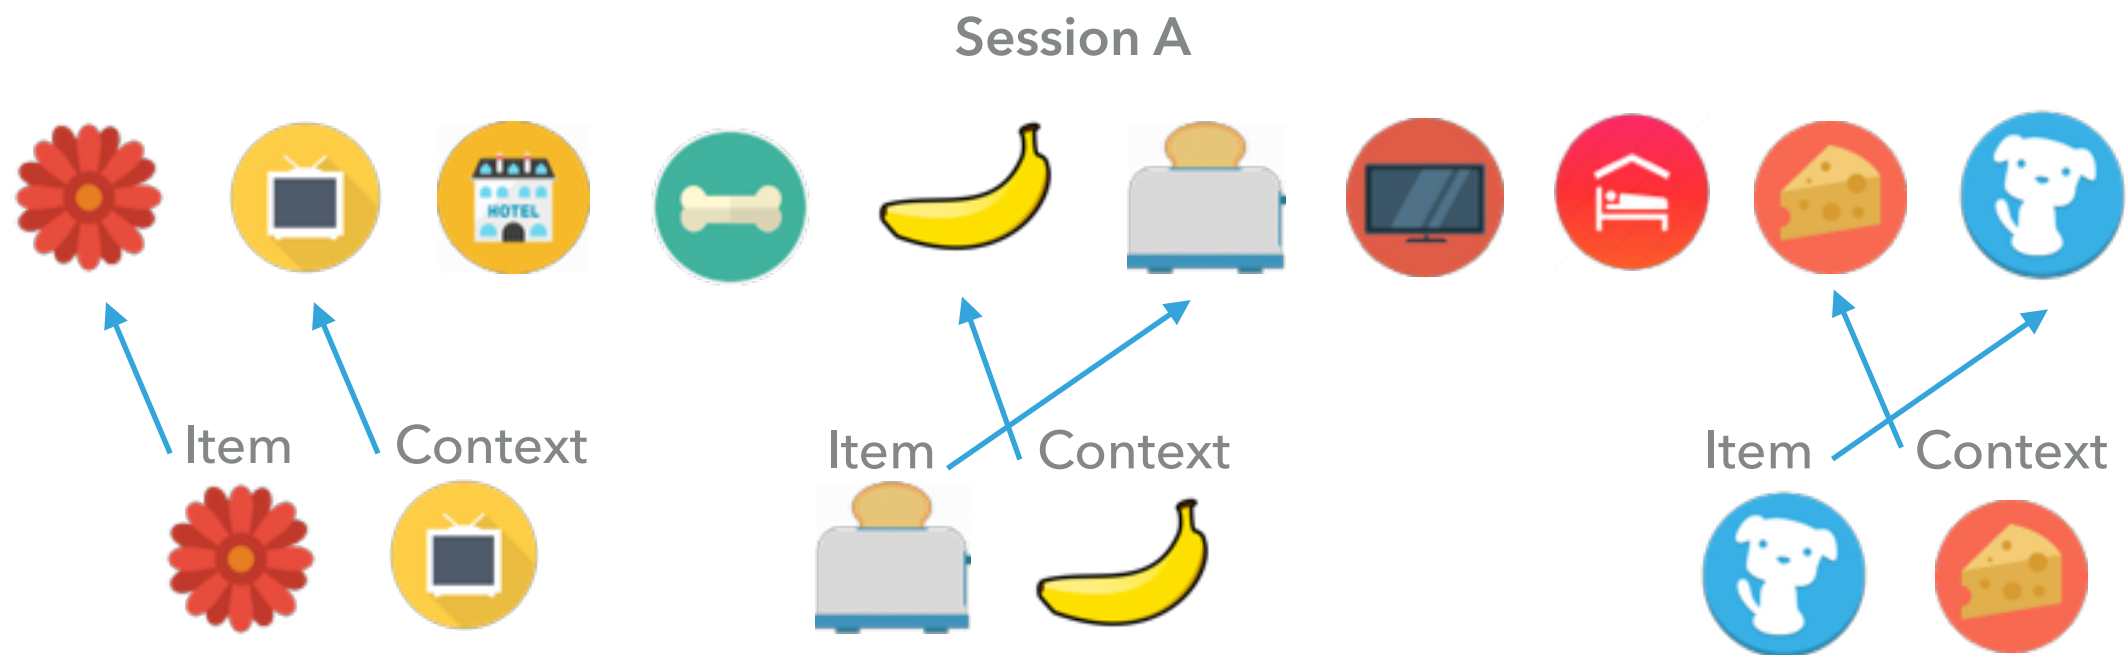 Session A
HOTEL
Item Context
Item Context
Item Context